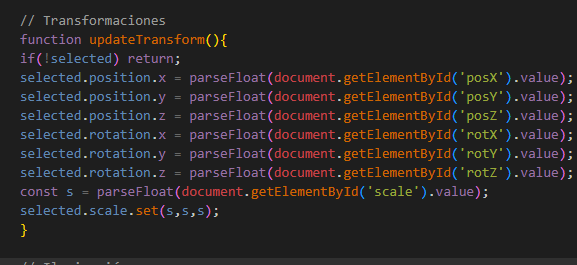 // Transformaciones
function updateTransform(){
if(!selected) return;
selected.position.x = parseFloat(document.getElementById('posX').value);
selected.position.y = parseFloat(document.getElementById('posY').value);
selected.position.z = parseFloat(document.getElementById('posZ').value);
selected.rotation.x = parseFloat(document.getElementById('rotX').value);
selected.rotation.y = parseFloat(document.getElementById('rotY').value);
selected.rotation.z = parseFloat(document.getElementById('rotZ').value);
const s = parseFloat(document.getElementById('scale').value);
selected.scale.set(s,s,s);
}